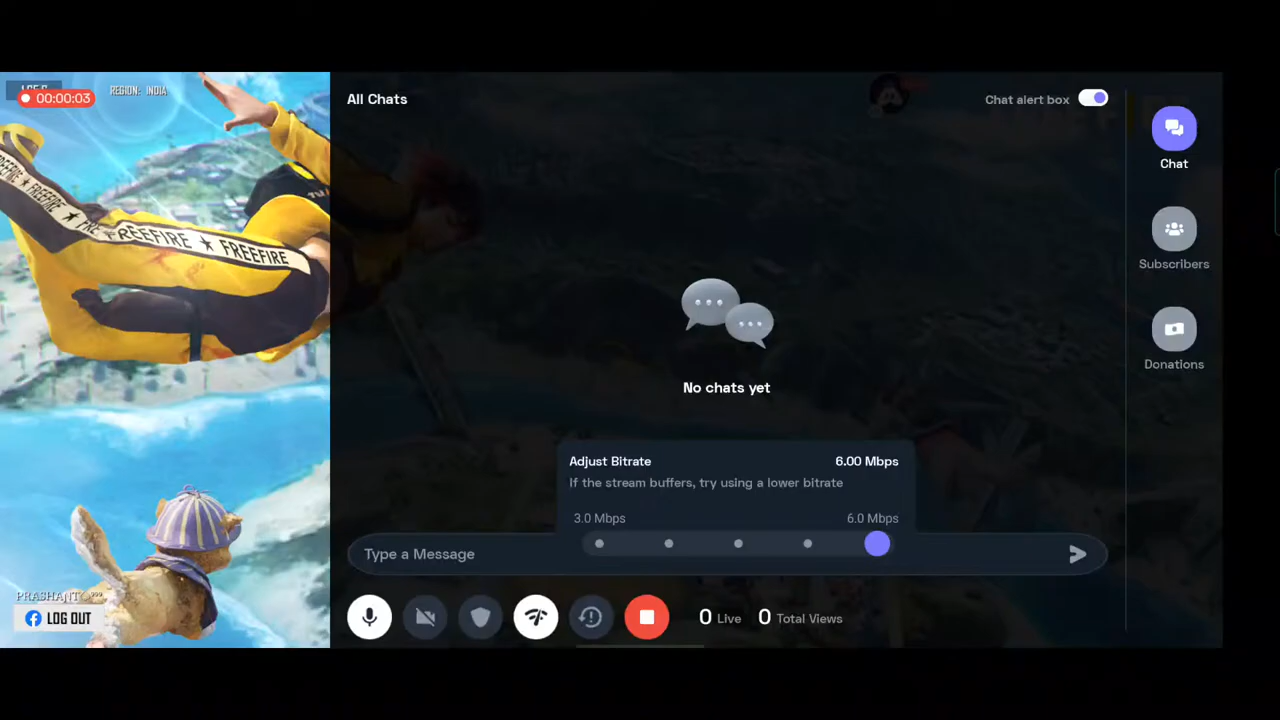 00:00:03
REGION: INDIA
FREEFIRE ★ FREEFIRE
PRASHANT
LOG OUT
All Chats
Chat alert box
Chat
Subscribers
Donations
No chats yet
Adjust Bitrate
6.00 Mbps
If the stream buffers, try using a lower bitrate
3.0 Mbps
6.0 Mbps
Type a Message
0 Live
0 Total Views